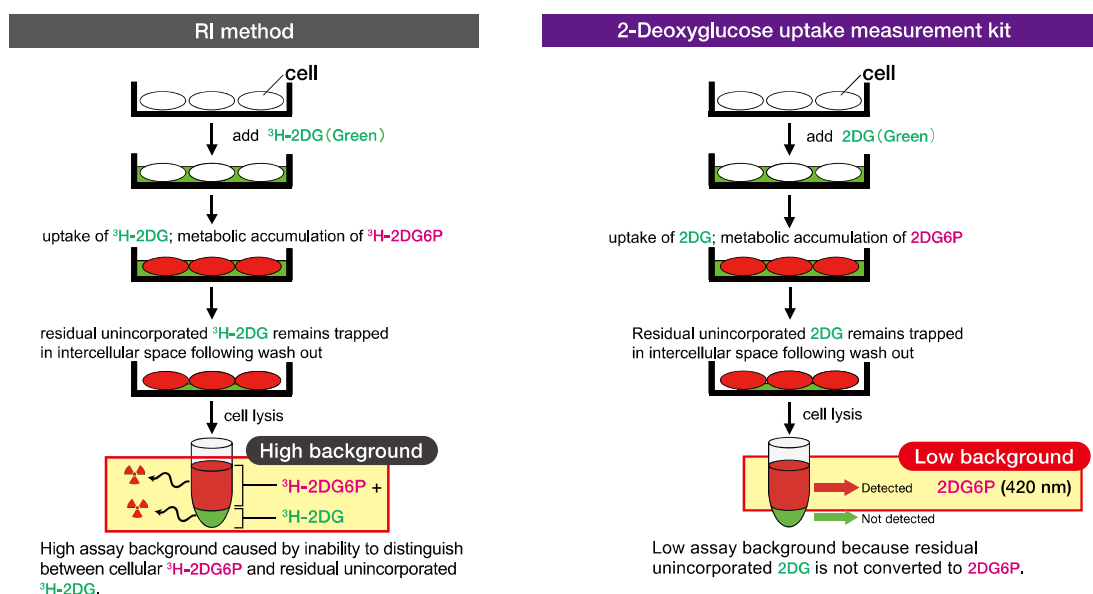 RI method
cell
add ³H-2DG(Green)
uptake of ³H-2DG; metabolic accumulation of ³H-2DG6P
residual unincorporated ³H-2DG remains trapped
in intercellular space following wash out
cell lysis
High background
³H-2DG6P +
³H-2DG
High assay background caused by inability to distinguish
between cellular ³H-2DG6P and residual unincorporated
³H-2DG.
2-Deoxyglucose uptake measurement kit
cell
add 2DG(Green)
uptake of 2DG; metabolic accumulation of 2DG6P
Residual unincorporated 2DG remains trapped
in intercellular space following wash out
cell lysis
Low background
Detected 2DG6P (420 nm)
Not detected
Low assay background because residual
unincorporated 2DG is not converted to 2DG6P.